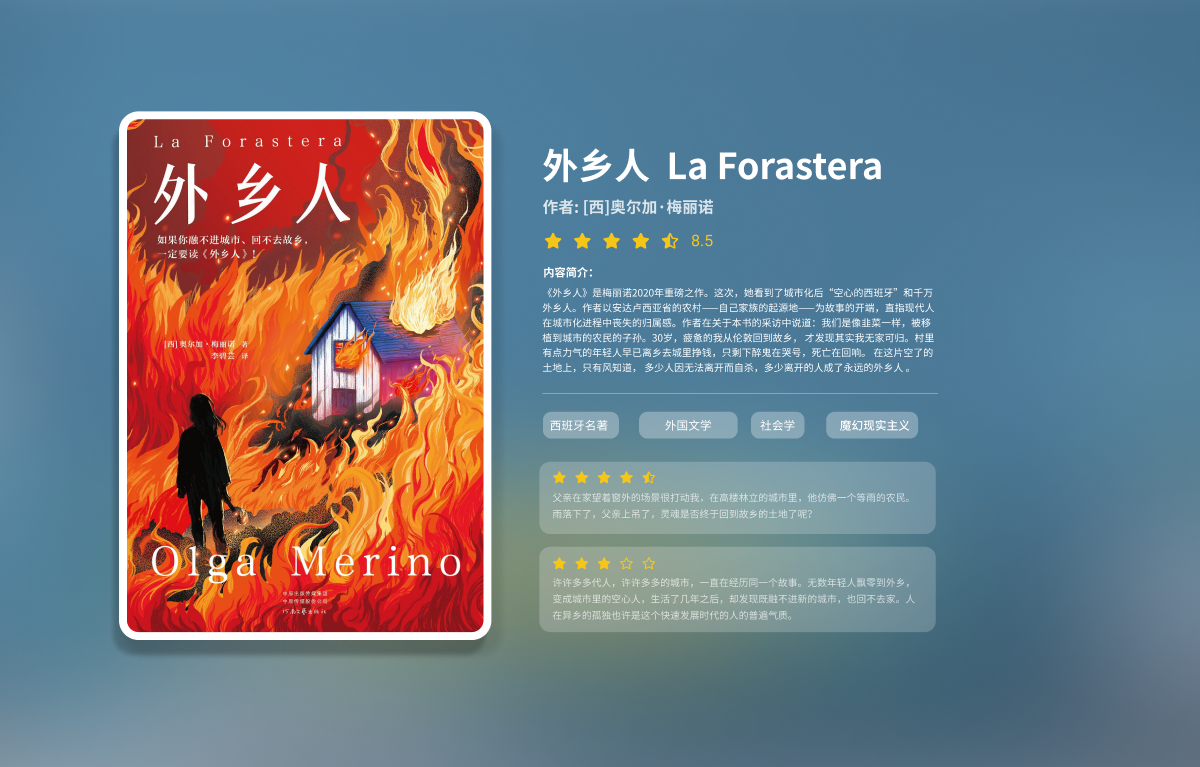 La Forastera
外乡人
如果你融不进城市、回不去故乡,
一定要读《外乡人》!
[西] 奥尔加·梅丽诺 著
李明芸 译
Olga Merino
中原出版传媒集团
中原传媒股份公司
河南文艺出版社
外乡人 La Forastera
作者: [西]奥尔加·梅丽诺
8.5
内容简介:
《外乡人》是梅丽诺2020年重磅之作。这次，她看到了城市化后“空心的西班牙”和千万
外乡人。作者以安达卢西亚省的农村——自己家族的起源地——为故事的开端，直指现代人
在城市化进程中丧失的归属感。作者在关于本书的采访中说道：我们是像韭菜一样，被移
植到城市的农民的子孙。30岁，疲惫的我从伦敦回到故乡， 才发现其实我无家可归。村里
有点力气的年轻人早已离乡去城里挣钱，只剩下醉鬼在哭号，死亡在回响。 在这片空了的
土地上，只有风知道， 多少人因无法离开而自杀，多少离开的人成了永远的外乡人 。
西班牙名著
外国文学
社会学
魔幻现实主义
父亲在家望着窗外的场景很打动我，在高楼林立的城市里，他仿佛一个等雨的农民。
雨落下了，父亲上吊了，灵魂是否终于回到故乡的土地了呢？
许许多多代人，许许多多的城市，一直在经历同一个故事。无数年轻人飘零到外乡，
变成城市里的空心人，生活了几年之后，却发现既融不进新的城市，也回不去家。人
在异乡的孤独也许是这个快速发展时代的人的普遍气质。